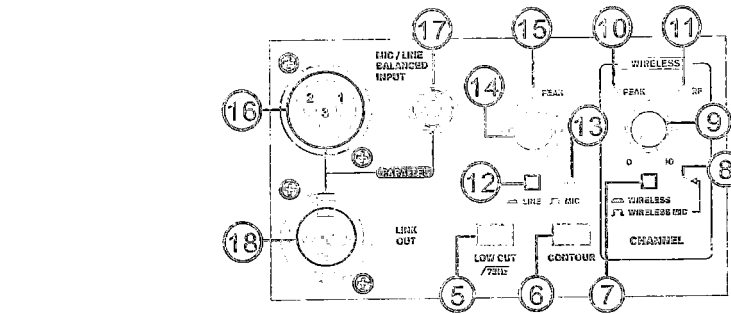 17 15 10 11
MIC / LINE
BALANCED
INPUT
WIRELESS
14
PEAK
PEAK
RF
16
2 1
3
13
9
PARALLEL
12
0 10
8
LINE MIC
WIRELESS
WIRELESS MIC
18
LINK
OUT
LOW CUT
/75Hz
CONTOUR
CHANNEL
5 6 7